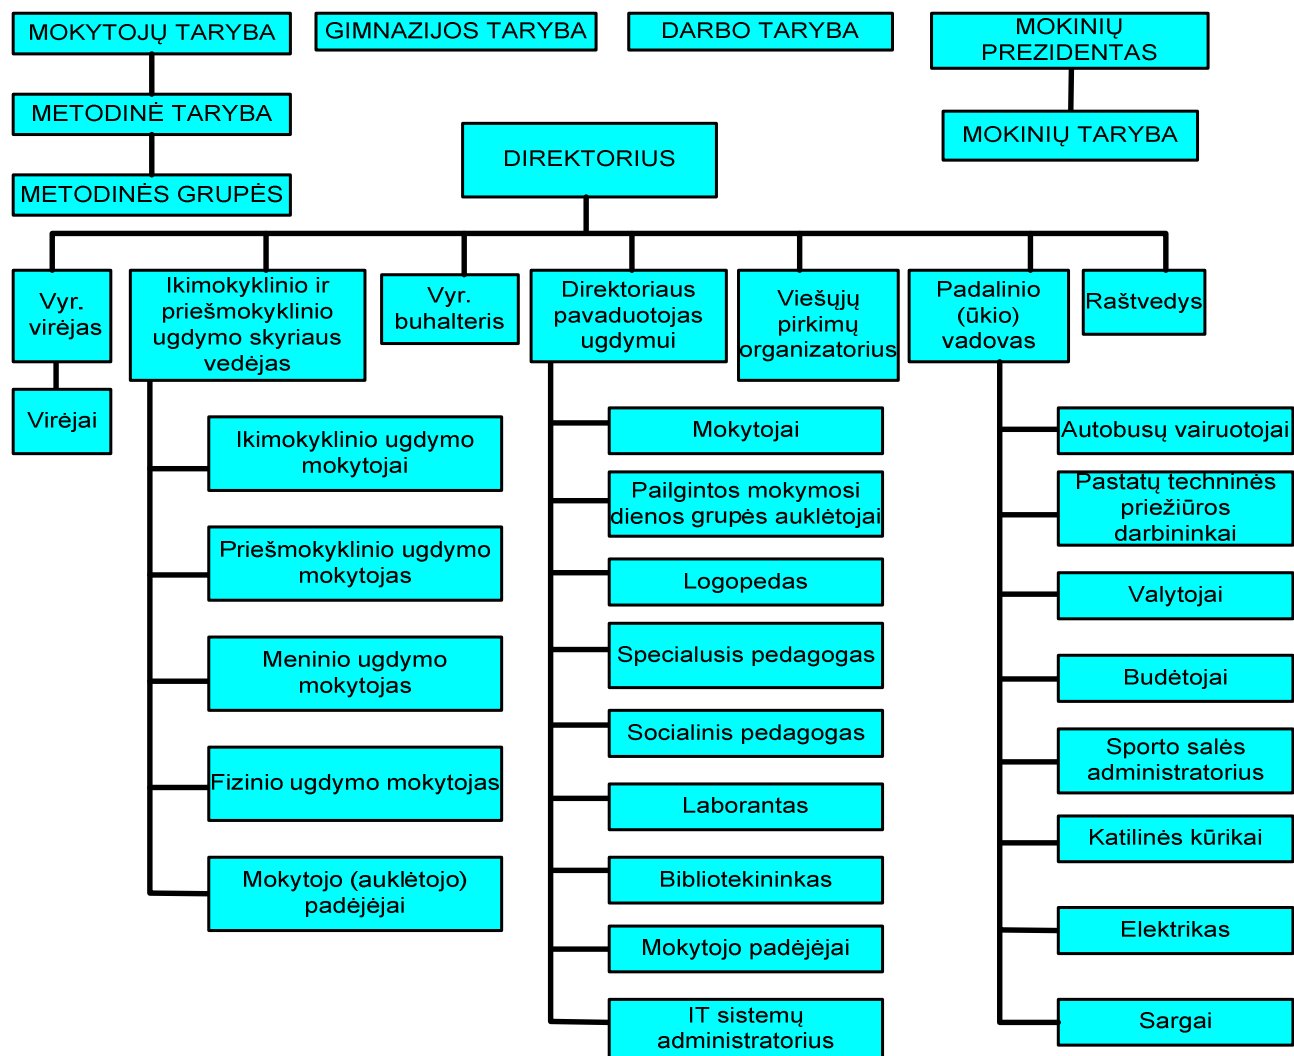 MOKYTOJŲ TARYBA
GIMNAZIJOS TARYBA
DARBO TARYBA
MOKINIŲ
PREZIDENTAS
METODINĖ TARYBA
MOKINIŲ TARYBA
METODINĖS GRUPĖS
DIREKTORIUS
Vyr.
virėjas
Ikimokyklinio ir
priešmokyklinio
ugdymo skyriaus
vedėjas
Vyr.
buhalteris
Direktoriaus
pavaduotojas
ugdymui
Viešųjų
pirkimų
organizatorius
Padalinio
(ūkio)
vadovas
Raštvedys
Virėjai
Ikimokyklinio ugdymo
mokytojai
Priešmokyklinio ugdymo
mokytojas
Meninio ugdymo
mokytojas
Fizinio ugdymo mokytojas
Mokytojo (auklėtojo)
padėjėjai
Mokytojai
Pailgintos mokymosi
dienos grupės auklėtojai
Logopedas
Specialusis pedagogas
Socialinis pedagogas
Laborantas
Bibliotekininkas
Mokytojo padėjėjai
IT sistemų
administratorius
Autobusų vairuotojai
Pastatų techninės
priežiūros
darbininkai
Valytojai
Budėtojai
Sporto salės
administratorius
Katilinės kūrikai
Elektrikas
Sargai